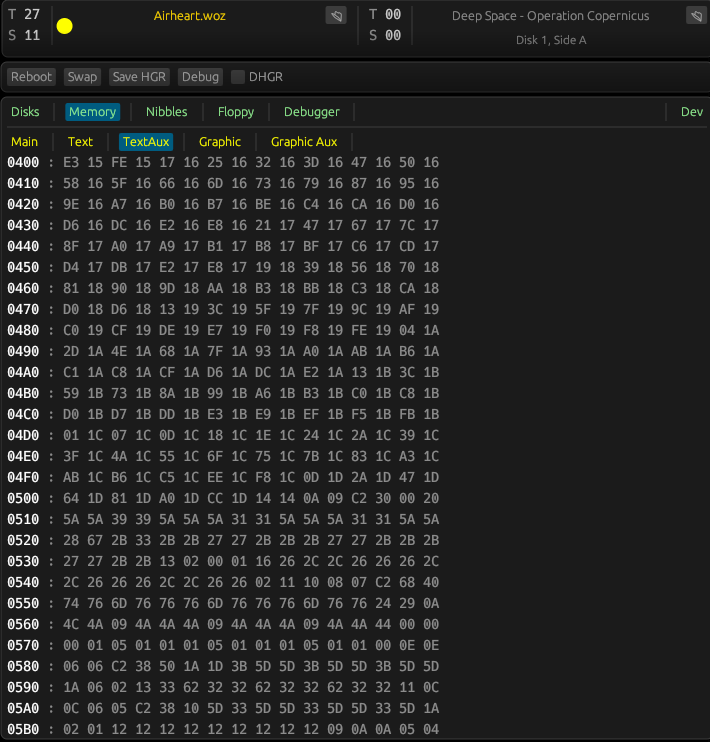 T 27 Airheart.woz T 00 Deep Space - Operation Copernicus
S 11 S 00 Disk 1, Side A
Reboot Swap Save HGR Debug DHGR
Disks Memory Nibbles Floppy Debugger Dev
Main Text TextAux Graphic Graphic Aux
0400 : E3 15 FE 15 17 16 25 16 32 16 3D 16 47 16 50 16
0410 : 58 16 5F 16 66 16 6D 16 73 16 79 16 87 16 95 16
0420 : 9E 16 A7 16 B0 16 B7 16 BE 16 C4 16 CA 16 D0 16
0430 : D6 16 DC 16 E2 16 E8 16 21 17 47 17 67 17 7C 17
0440 : 8F 17 A0 17 A9 17 B1 17 B8 17 BF 17 C6 17 CD 17
0450 : D4 17 DB 17 E2 17 E8 17 19 18 39 18 56 18 70 18
0460 : 81 18 90 18 9D 18 AA 18 B3 18 BB 18 C3 18 CA 18
0470 : D0 18 D6 18 13 19 3C 19 5F 19 7F 19 9C 19 AF 19
0480 : C0 19 CF 19 DE 19 E7 19 F0 19 F8 19 FE 19 04 1A
0490 : 2D 1A 4E 1A 68 1A 7F 1A 93 1A A0 1A AB 1A B6 1A
04A0 : C1 1A C8 1A CF 1A D6 1A DC 1A E2 1A 13 1B 3C 1B
04B0 : 59 1B 73 1B 8A 1B 99 1B A6 1B B3 1B C0 1B C8 1B
04C0 : D0 1B D7 1B DD 1B E3 1B E9 1B EF 1B F5 1B FB 1B
04D0 : 01 1C 07 1C 0D 1C 18 1C 1E 1C 24 1C 2A 1C 39 1C
04E0 : 3F 1C 4A 1C 55 1C 6F 1C 75 1C 7B 1C 83 1C A3 1C
04F0 : AB 1C B6 1C C5 1C EE 1C F8 1C 0D 1D 2A 1D 47 1D
0500 : 64 1D 81 1D A0 1D CC 1D 14 14 0A 09 C2 30 00 20
0510 : 5A 5A 39 39 5A 5A 5A 31 31 5A 5A 5A 31 31 5A 5A
0520 : 28 67 2B 33 2B 2B 27 27 2B 2B 2B 27 27 2B 2B 2B
0530 : 27 27 2B 2B 13 02 00 01 16 26 2C 2C 26 26 26 2C
0540 : 2C 26 26 26 2C 2C 26 26 02 11 10 08 07 C2 68 40
0550 : 74 76 6D 76 76 76 6D 76 76 76 6D 76 76 24 29 0A
0560 : 4C 4A 09 4A 4A 4A 09 4A 4A 4A 09 4A 4A 44 00 00
0570 : 00 01 05 01 01 01 05 01 01 01 05 01 01 00 0E 0E
0580 : 06 06 C2 38 50 1A 1D 3B 5D 5D 3B 5D 5D 3B 5D 5D
0590 : 1A 06 02 13 33 62 32 32 62 32 32 62 32 32 11 0C
05A0 : 0C 06 05 C2 38 10 5D 33 5D 5D 33 5D 5D 33 5D 1A
05B0 : 02 01 12 12 12 12 12 12 12 12 12 09 0A 0A 05 04